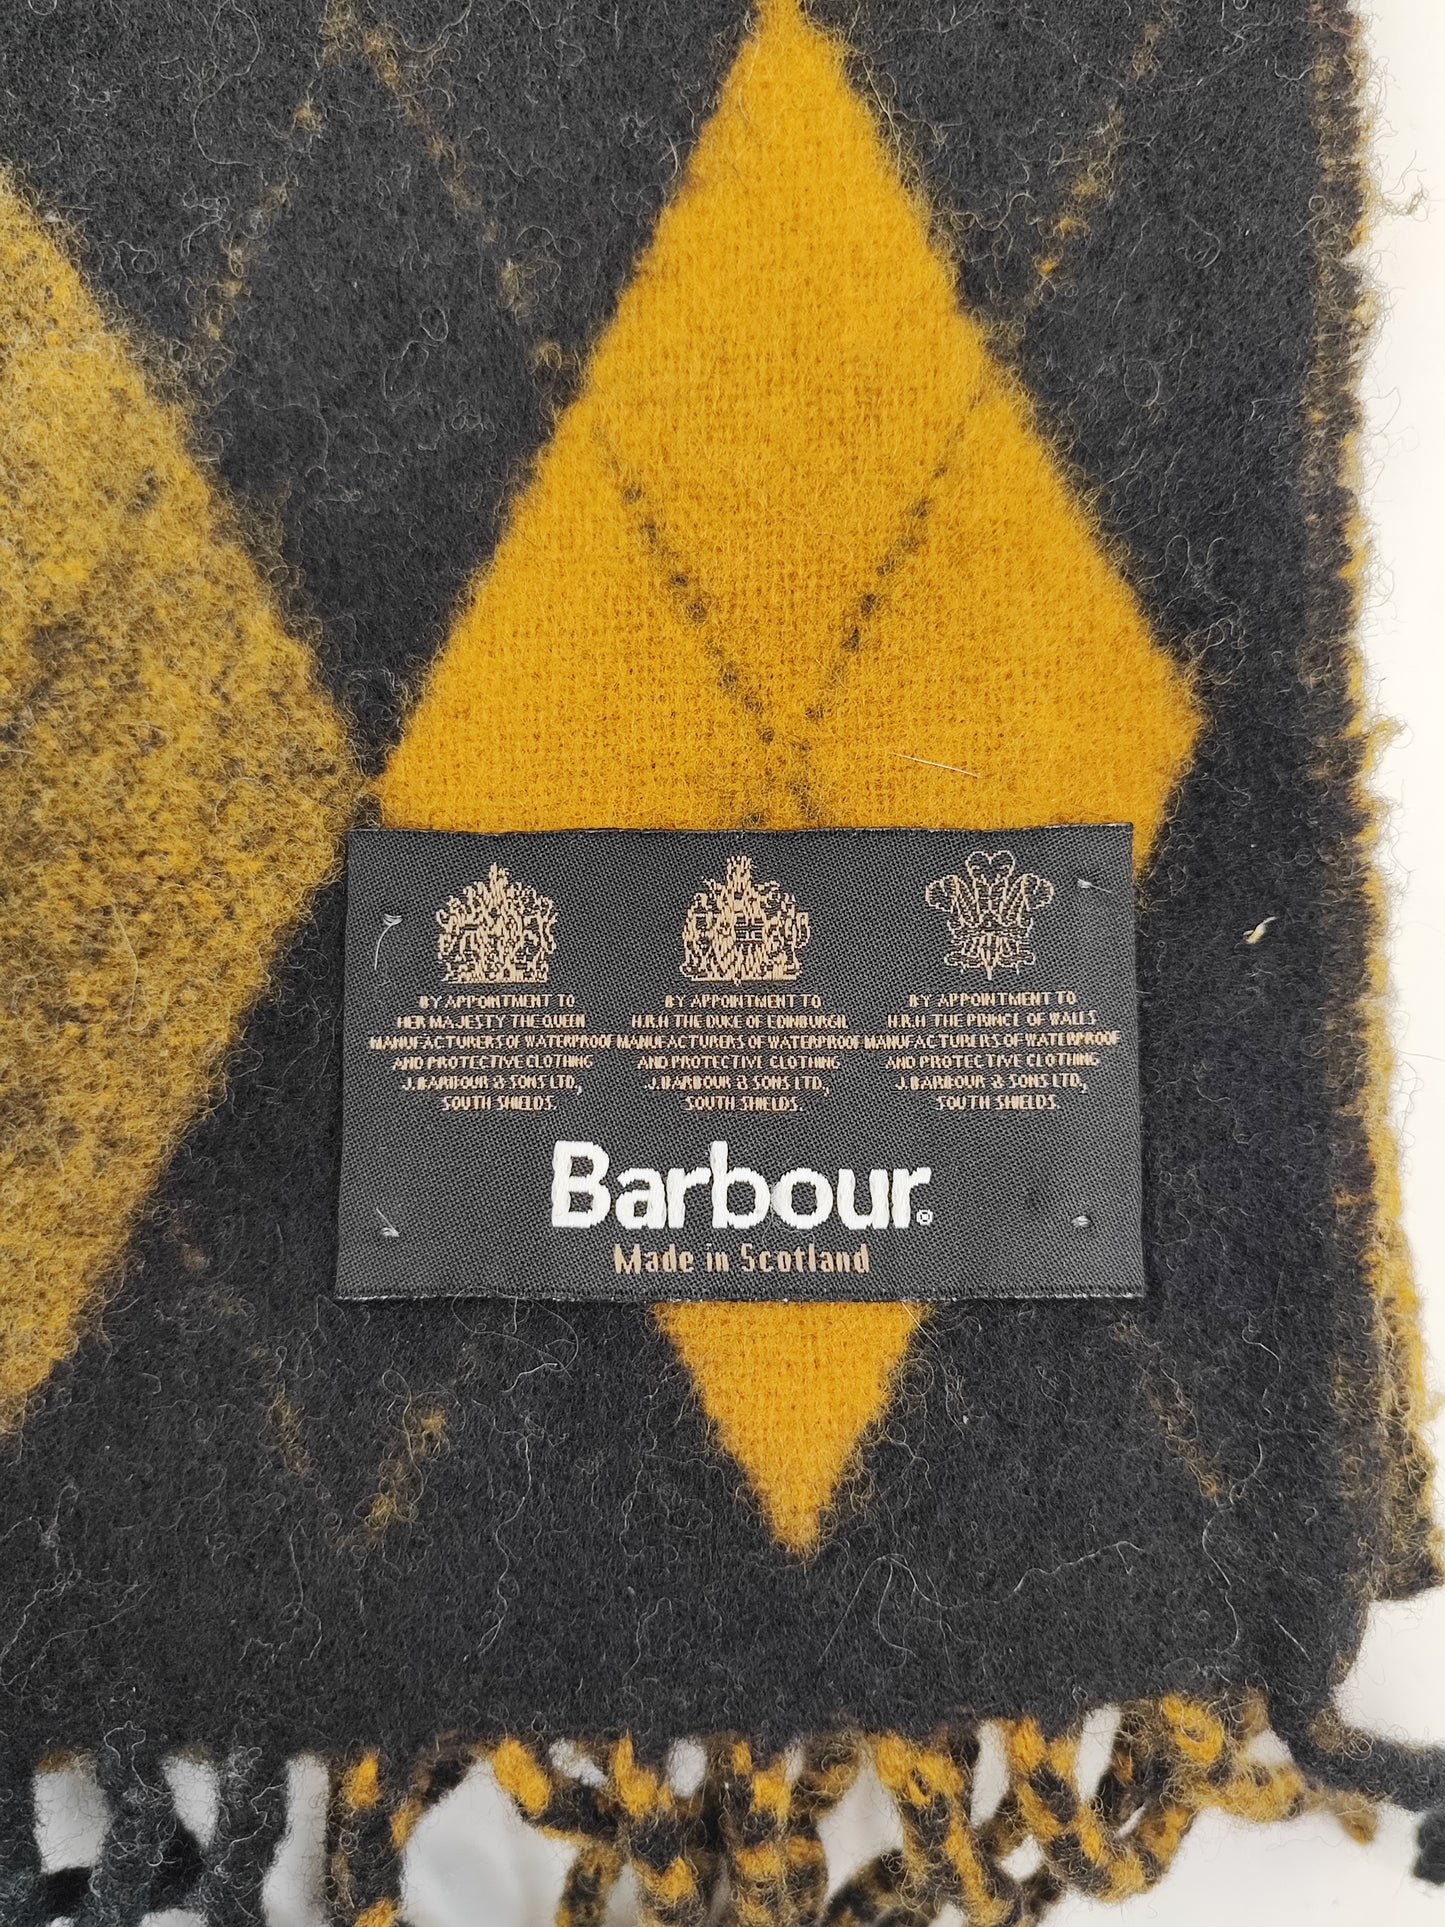 BY APPOINTMENT TO
HER MAJESTY THE QUEEN
MANUFACTURERS OF WATERPROOF
AND PROTECTIVE CLOTHING
J. BARBOUR & SONS LTD,
SOUTH SHIELDS.
BY APPOINTMENT TO
H.R.H THE DUKE OF EDINBURGH,
MANUFACTURERS OF WATERPROOF
AND PROTECTIVE CLOTHING
J. BARBOUR & SONS LTD,
SOUTH SHIELDS.
BY APPOINTMENT TO
H.R.H THE PRINCE OF WALES
MANUFACTURERS OF WATERPROOF
AND PROTECTIVE CLOTHING
J. BARBOUR & SONS LTD,
SOUTH SHIELDS.
Barbour®
Made in Scotland